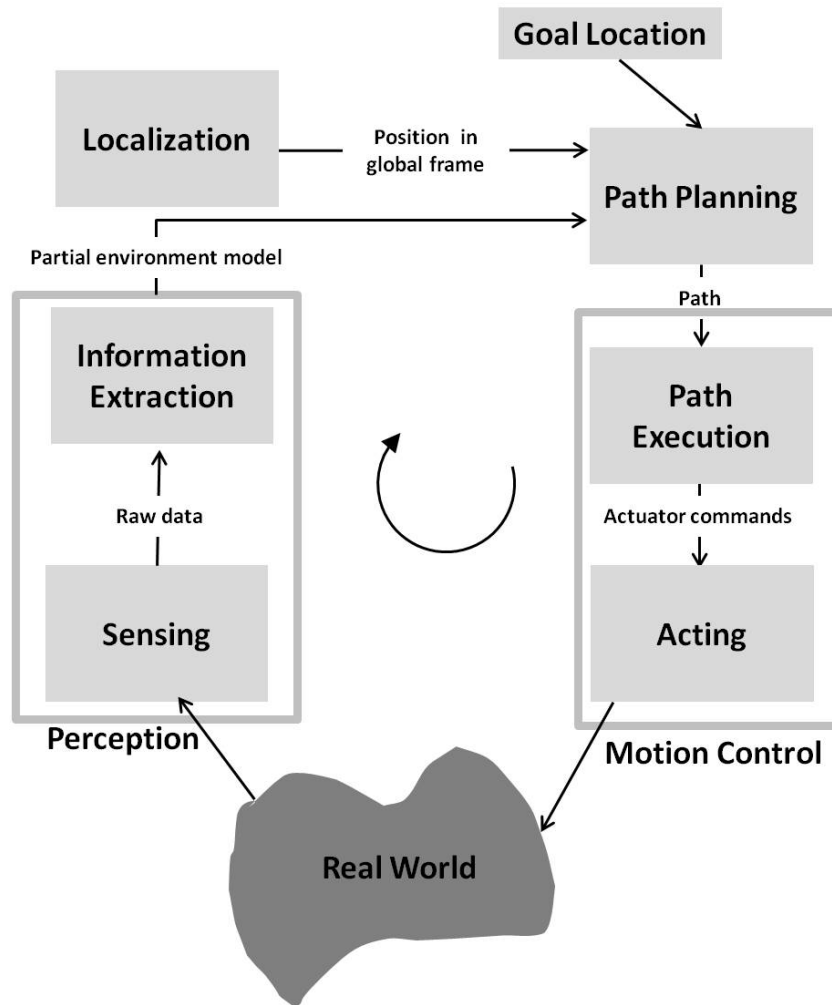 Goal Location
Localization
Position in
global frame
Path Planning
Partial environment model
Path
Information
Extraction
Path
Execution
Raw data
Actuator commands
Sensing
Acting
Perception
Motion Control
Real World